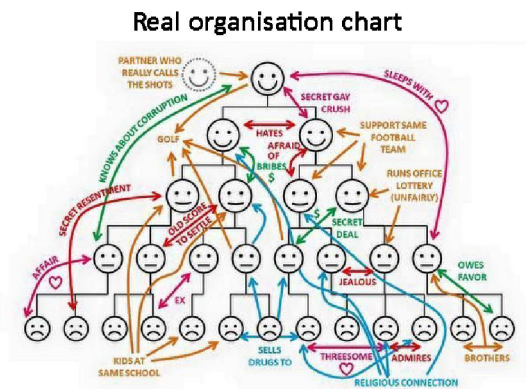 Real organisation chart
PARTNER WHO
REALLY CALLS
THE SHOTS
SLEEPS WITH
SECRET GAY
CRUSH
KNOWS ABOUT CORRUPTION
GOLF
HATES
AFRAID
OF
BRIBES
$
SUPPORT SAME
FOOTBALL
TEAM
RUNS OFFICE
LOTTERY
(UNFAIRLY)
SECRET RESENTMENT
OLD SCORE
TO SETTLE
$
SECRET
DEAL
AFFAIR
EX
JEALOUS
OWES
FAVOR
KIDS AT
SAME SCHOOL
SELLS
DRUGS TO
THREESOME
ADMIRES
BROTHERS
RELIGIOUS CONNECTION